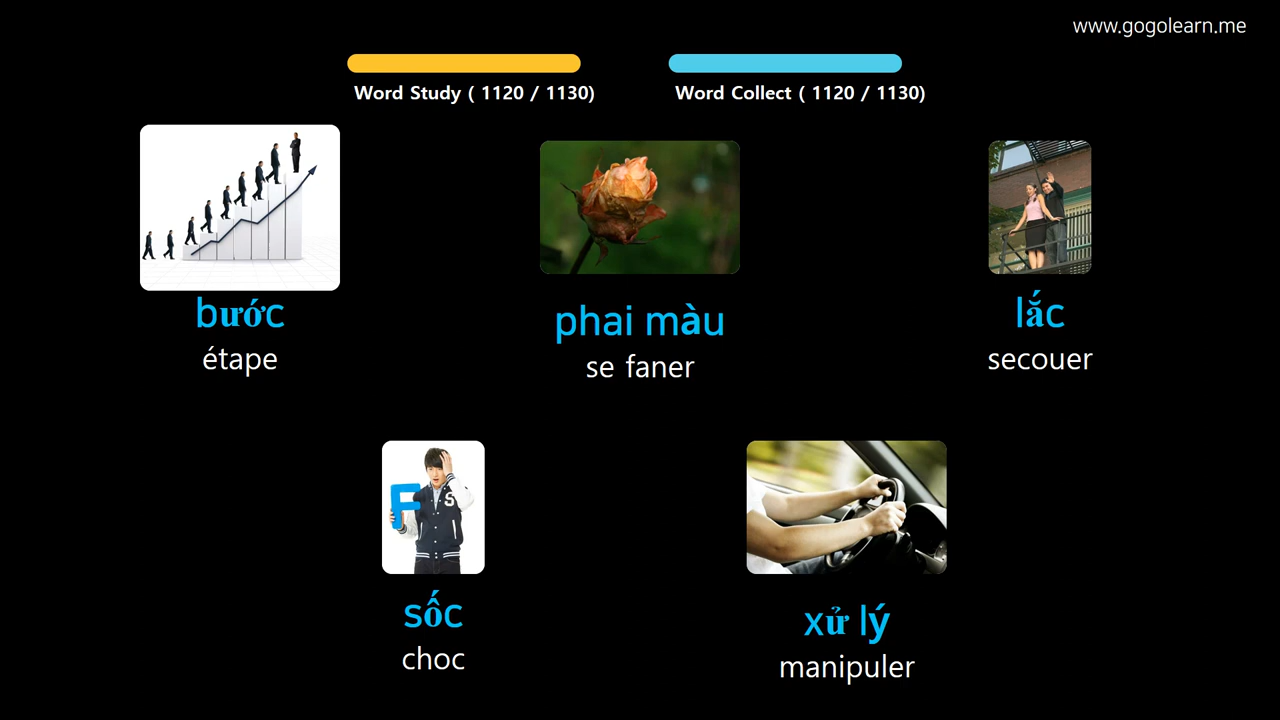 www.gogolearn.me
Word Study ( 1120 / 1130)
Word Collect ( 1120 / 1130)
bước
étape
phai màu
se faner
lắc
secouer
F
S
sốc
choc
xử lý
manipuler